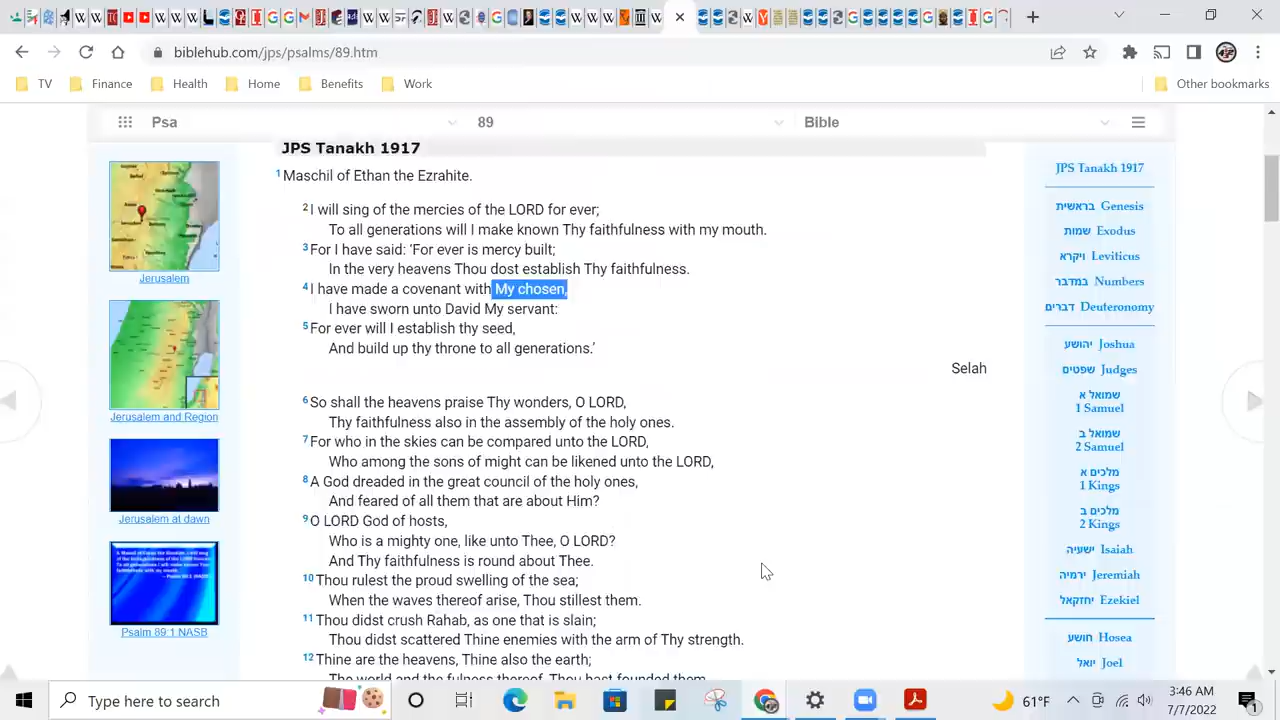 biblehub.com/jps/psalms/89.htm
TV Finance Health Home Benefits Work Other bookmarks
Psa 89 Bible
JPS Tanakh 1917
1 Maschil of Ethan the Ezrahite.
2 I will sing of the mercies of the LORD for ever;
To all generations will I make known Thy faithfulness with my mouth.
3 For I have said: ‘For ever is mercy built;
In the very heavens Thou dost establish Thy faithfulness.
4 I have made a covenant with My chosen,
I have sworn unto David My servant:
5 For ever will I establish thy seed,
And build up thy throne to all generations.’
Selah
6 So shall the heavens praise Thy wonders, O LORD,
Thy faithfulness also in the assembly of the holy ones.
7 For who in the skies can be compared unto the LORD,
Who among the sons of might can be likened unto the LORD,
8 A God dreaded in the great council of the holy ones,
And feared of all them that are about Him?
9 O LORD God of hosts,
Who is a mighty one, like unto Thee, O LORD?
And Thy faithfulness is round about Thee.
10 Thou rulest the proud swelling of the sea;
When the waves thereof arise, Thou stillest them.
11 Thou didst crush Rahab, as one that is slain;
Thou didst scattered Thine enemies with the arm of Thy strength.
12 Thine are the heavens, Thine also the earth;
The world and the fulness thereof, Thou hast founded them.
Jerusalem
Jerusalem and Region
Jerusalem at dawn
Psalm 89:1 NASB
JPS Tanakh 1917
בראשית Genesis
שמות Exodus
ויקרא Leviticus
במדבר Numbers
דברים Deuteronomy
יהושע Joshua
שפטים Judges
שמואל א
1 Samuel
שמואל ב
2 Samuel
מלכים א
1 Kings
מלכים ב
2 Kings
ישעיה Isaiah
ירמיה Jeremiah
יחזקאל Ezekiel
הושע Hosea
יואל Joel
Type here to search
61°F
3:46 AM
7/7/2022
1